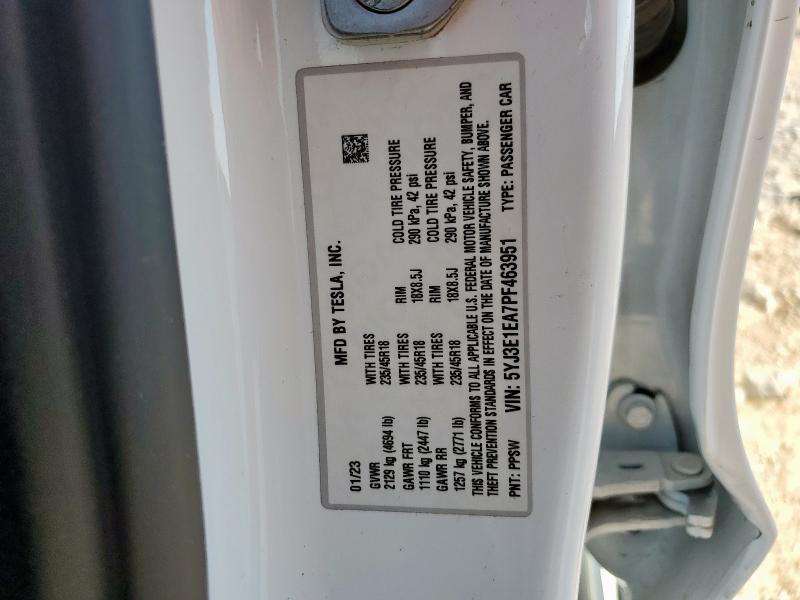 MFD BY TESLA, INC.
01/23
GVWR WITH TIRES RIM COLD TIRE PRESSURE
2129 kg (4694 lb) 235/45R18 18X8.5J 290 kPa, 42 psi
GAWR FRT WITH TIRES RIM COLD TIRE PRESSURE
1110 kg (2447 lb) 235/45R18 18X8.5J 290 kPa, 42 psi
GAWR RR WITH TIRES
1257 kg (2771 lb) 235/45R18
THIS VEHICLE CONFORMS TO ALL APPLICABLE U.S. FEDERAL MOTOR VEHICLE SAFETY, BUMPER, AND
THEFT PREVENTION STANDARDS IN EFFECT ON THE DATE OF MANUFACTURE SHOWN ABOVE.
PNT: PPSW VIN: 5YJ3E1EA7PF463951 TYPE: PASSENGER CAR